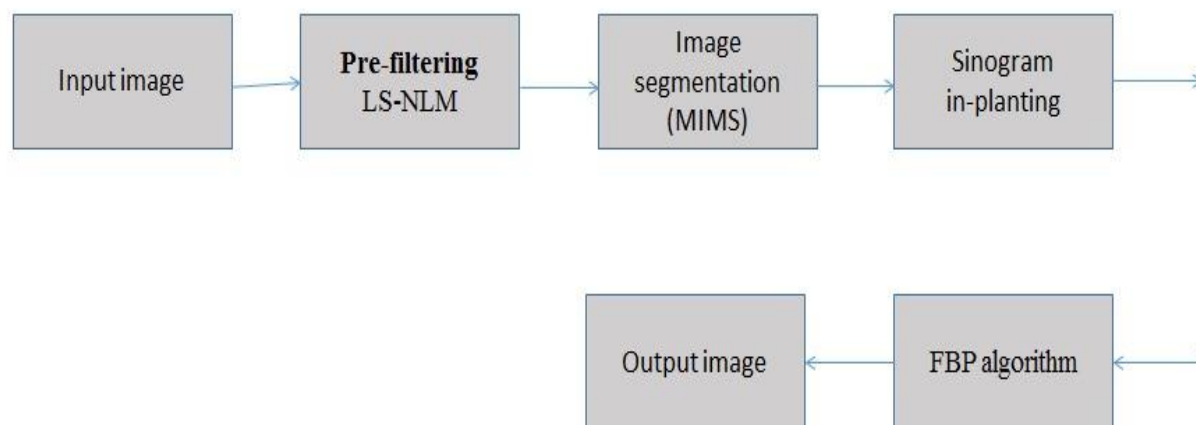 Input image
Pre-filtering
LS-NLM
Image
segmentation
(MIMS)
Sinogram
in-planting
Output image
FBP algorithm